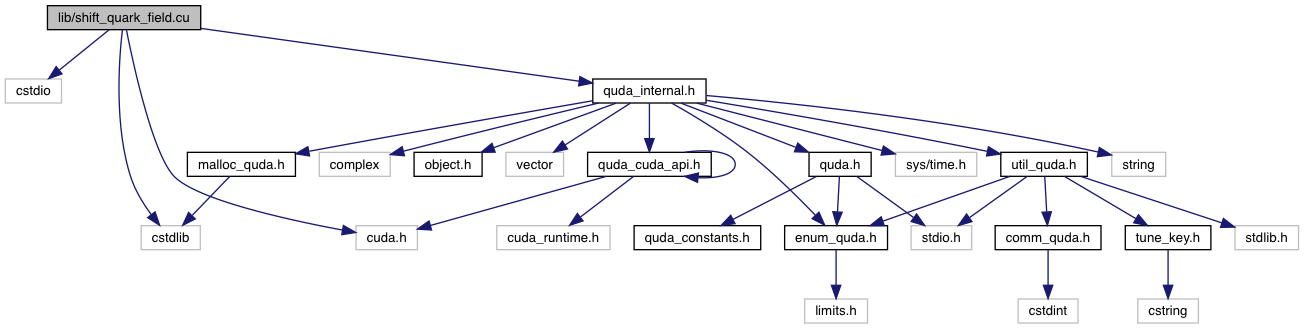 lib/shift_quark_field.cu
cstdio
quda_internal.h
malloc_quda.h
complex
object.h
vector
quda_cuda_api.h
quda.h
sys/time.h
util_quda.h
string
cstdlib
cuda.h
cuda_runtime.h
quda_constants.h
enum_quda.h
stdio.h
comm_quda.h
tune_key.h
stdlib.h
limits.h
cstdint
cstring